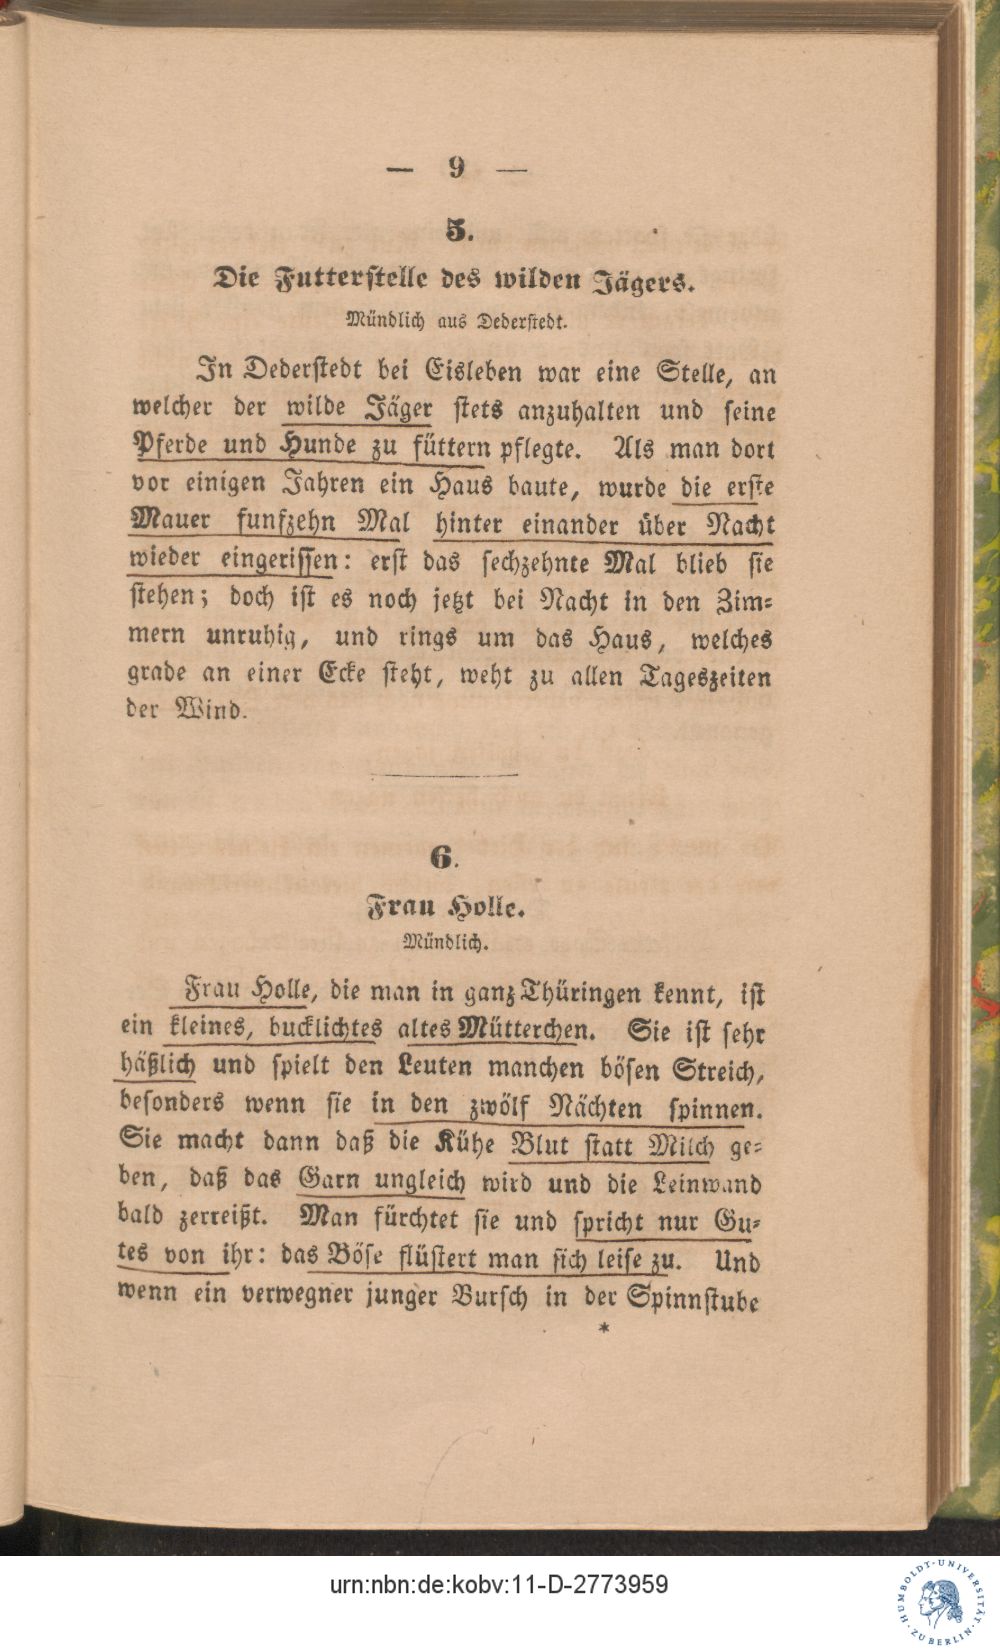 — 9 —
5.
Die Futterstelle des wilden Jägers.
Mündlich aus Dederstedt.
In Dederstedt bei Eisleben war eine Stelle, an
welcher der wilde Jäger stets anzuhalten und seine
Pferde und Hunde zu füttern pflegte. Als man dort
vor einigen Jahren ein Haus baute, wurde die erste
Mauer funfzehn Mal hinter einander über Nacht
wieder eingerissen: erst das sechzehnte Mal blieb sie
stehen; doch ist es noch jetzt bei Nacht in den Zim-
mern unruhig, und rings um das Haus, welches
grade an einer Ecke steht, weht zu allen Tageszeiten
der Wind.
6.
Frau Holle.
Mündlich.
Frau Holle, die man in ganz Thüringen kennt, ist
ein kleines, bucklichtes altes Mütterchen. Sie ist sehr
häßlich und spielt den Leuten manchen bösen Streich,
besonders wenn sie in den zwölf Nächten spinnen.
Sie macht dann daß die Kühe Blut statt Milch ge-
ben, daß das Garn ungleich wird und die Leinwand
bald zerreißt. Man fürchtet sie und spricht nur Gu-
tes von ihr: das Böse flüstert man sich leise zu. Und
wenn ein verwegner junger Bursch in der Spinnstube
*
urn:nbn:de:kobv:11-D-2773959
HUMBOLDT-UNIVERSITÄT · ZU BERLIN ·